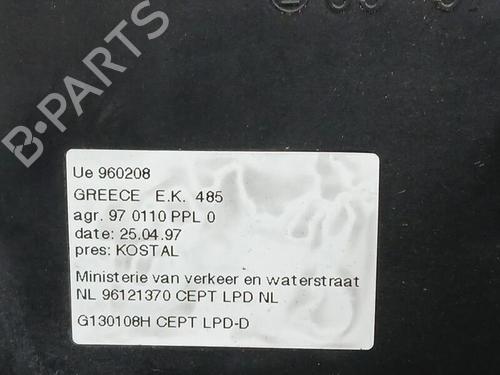 B-PARTS
Ue 960208
GREECE E.K. 485
agr. 97 0110 PPL 0
date: 25.04.97
pres: KOSTAL
Ministerie van verkeer en waterstraat
NL 96121370 CEPT LPD NL
G130108H CEPT LPD-D